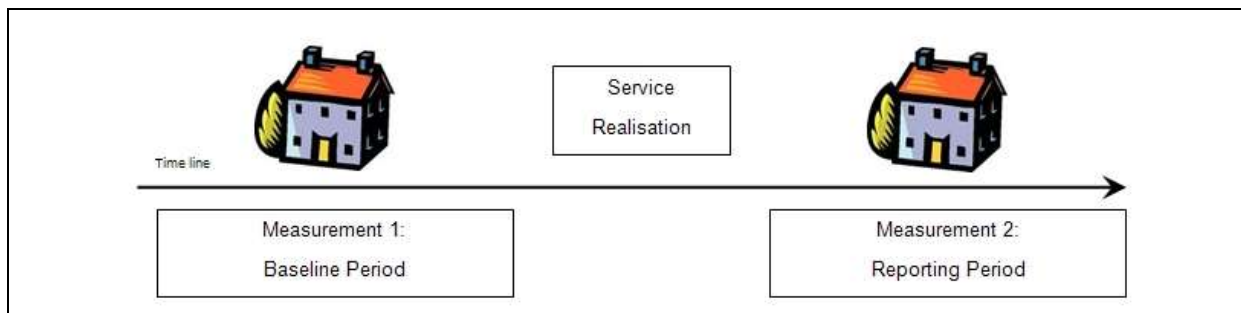 Service
Realisation
Time line
Measurement 1:
Baseline Period
Measurement 2:
Reporting Period